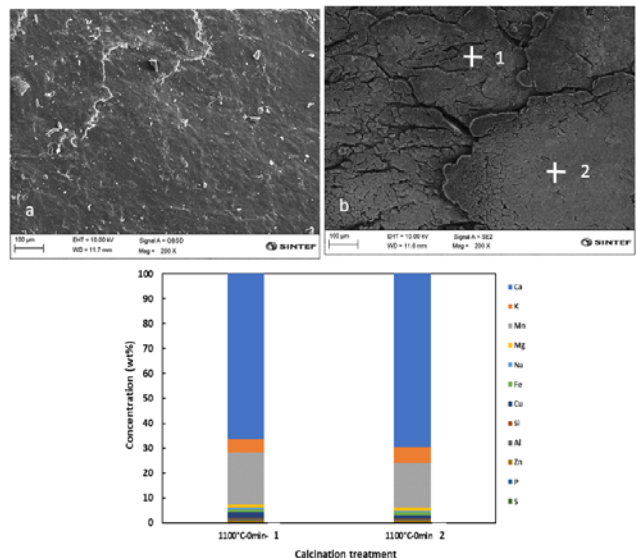 a
100 µm
EHT = 10.00 kV
WD = 11.7 mm
Signal A = QBSD
Mag = 200 X
SINTEF
1
2
b
100 µm
EHT = 10.00 kV
WD = 11.8 mm
Signal A = SE2
Mag = 200 X
SINTEF
Concentration (wt%)
100
90
80
70
60
50
40
30
20
10
0
Ca
K
Mn
Mg
Na
Fe
Cu
Si
Al
Zn
P
S
1100°C-0min- 1
1100°C-0min 2
Calcination treatment